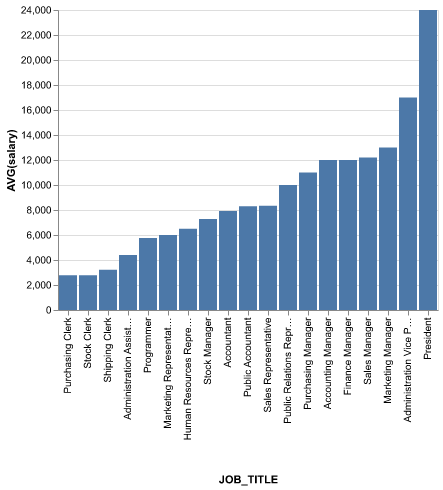 24,000
22,000
20,000
18,000
16,000
14,000
12,000
10,000
8,000
6,000
4,000
2,000
0
AVG(salary)
Purchasing Clerk
Stock Clerk
Shipping Clerk
Administration Assist…
Programmer
Marketing Representat…
Human Resources Repre…
Stock Manager
Accountant
Public Accountant
Sales Representative
Public Relations Repr…
Purchasing Manager
Accounting Manager
Finance Manager
Sales Manager
Marketing Manager
Administration Vice P…
President
JOB_TITLE